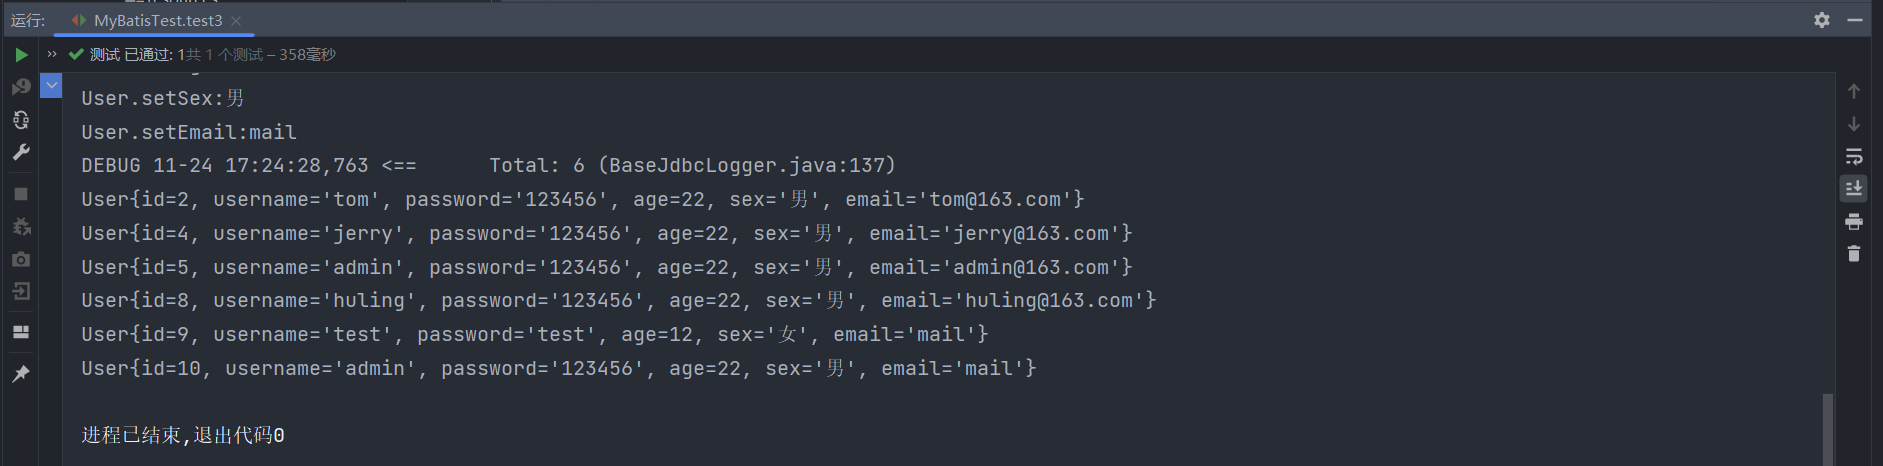 运行: MyBatisTest.test3
测试 已通过: 1共 1 个测试 – 358毫秒
User.setSex:男
User.setEmail:mail
DEBUG 11-24 17:24:28,763 <==      Total: 6 (BaseJdbcLogger.java:137)
User{id=2, username='tom', password='123456', age=22, sex='男', email='tom@163.com'}
User{id=4, username='jerry', password='123456', age=22, sex='男', email='jerry@163.com'}
User{id=5, username='admin', password='123456', age=22, sex='男', email='admin@163.com'}
User{id=8, username='huling', password='123456', age=22, sex='男', email='huling@163.com'}
User{id=9, username='test', password='test', age=12, sex='女', email='mail'}
User{id=10, username='admin', password='123456', age=22, sex='男', email='mail'}
进程已结束,退出代码0